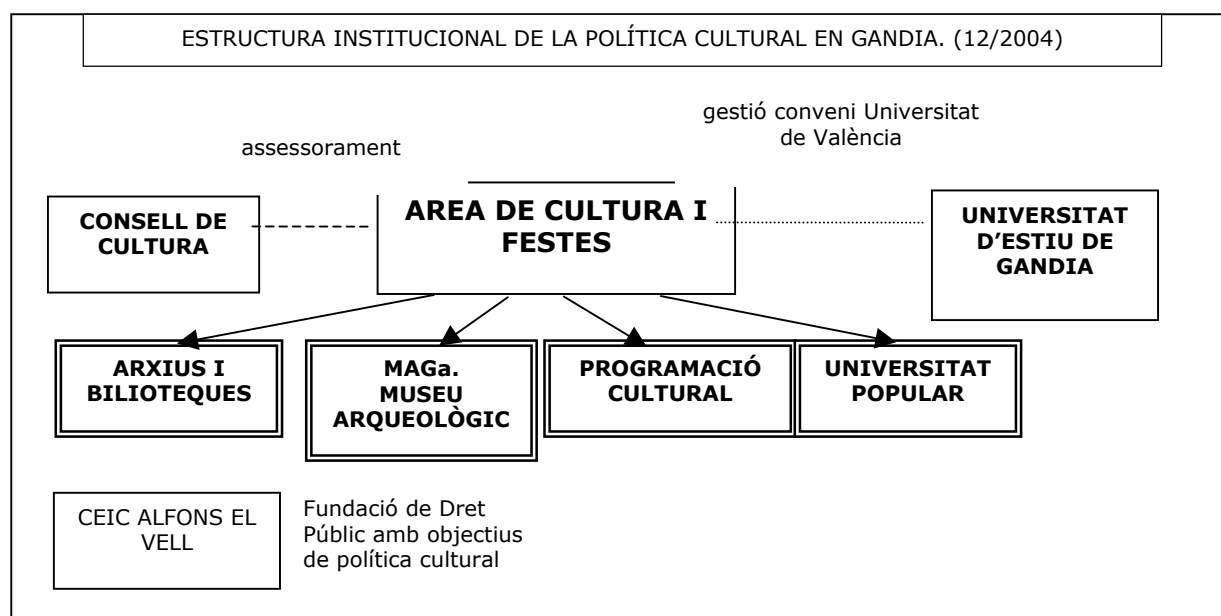 ESTRUCTURA INSTITUCIONAL DE LA POLÍTICA CULTURAL EN GANDIA. (12/2004)
gestió conveni Universitat
de València
assessorament
CONSELL DE
CULTURA
AREA DE CULTURA I
FESTES
UNIVERSITAT
D'ESTIU DE
GANDIA
ARXIUS I
BILIOTEQUES
MAGa.
MUSEU
ARQUEOLÒGIC
PROGRAMACIÓ
CULTURAL
UNIVERSITAT
POPULAR
CEIC ALFONS EL
VELL
Fundació de Dret
Públic amb objectius
de política cultural